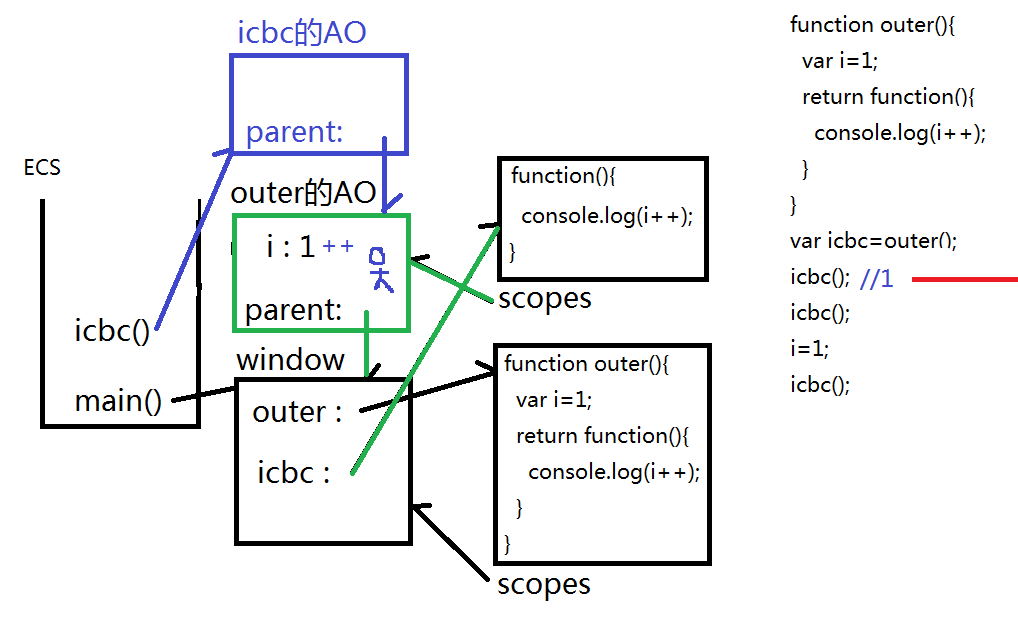 icbc的AO
parent:
ECS
outer的AO
i : 1 ++
parent:
icbc()
main()
window
outer :
icbc :
function(){
console.log(i++);
}
scopes
function outer(){
var i=1;
return function(){
console.log(i++);
}
}
scopes
function outer(){
var i=1;
return function(){
console.log(i++);
}
}
var icbc=outer();
icbc(); //1
icbc();
i=1;
icbc();